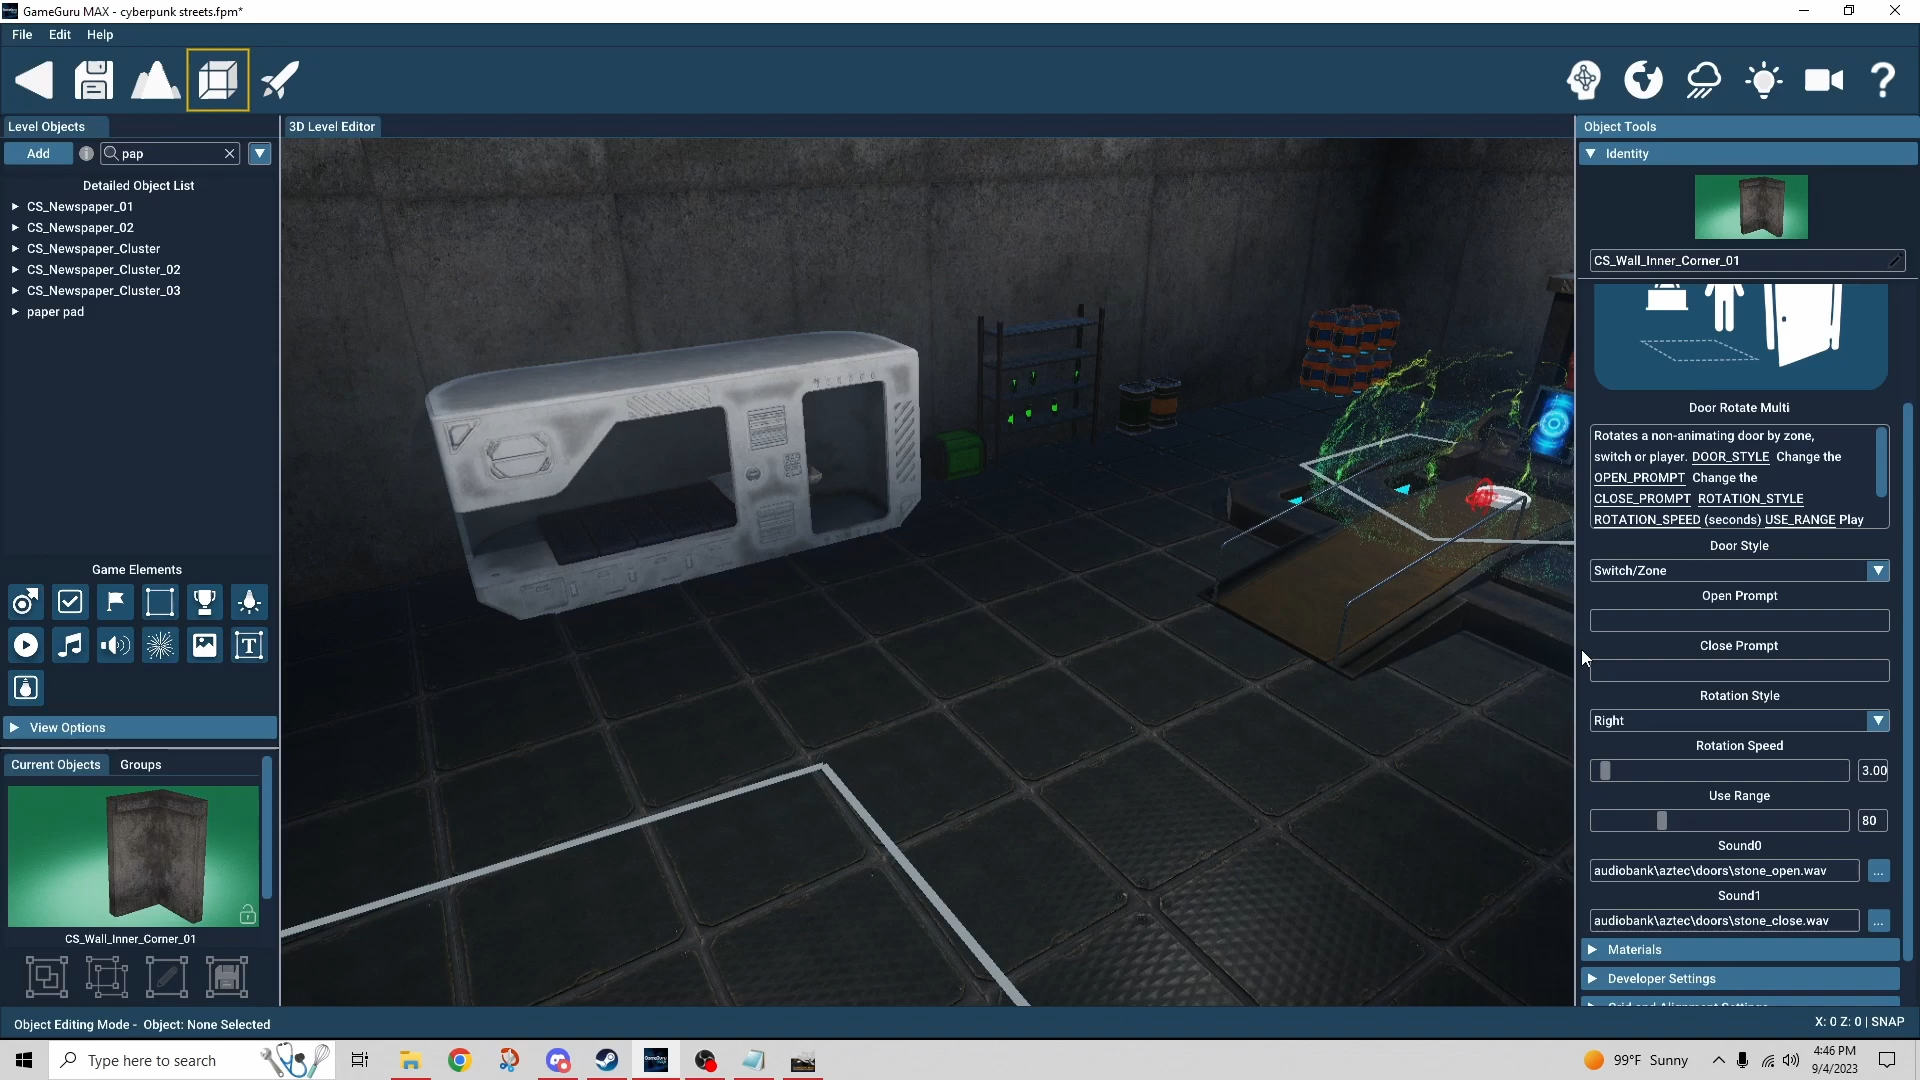 GameGuru MAX - cyberpunk streets.fpm*
File Edit Help
Level Objects
3D Level Editor
Object Tools
Add
pap
Identity
Detailed Object List
CS_Newspaper_01
CS_Newspaper_02
CS_Newspaper_Cluster
CS_Newspaper_Cluster_02
CS_Newspaper_Cluster_03
paper pad
CS_Wall_Inner_Corner_01
Door Rotate Multi
Rotates a non-animating door by zone,
switch or player. DOOR_STYLE Change the
OPEN_PROMPT Change the
CLOSE_PROMPT ROTATION_STYLE
ROTATION_SPEED (seconds) USE_RANGE Play
Door Style
Switch/Zone
Open Prompt
Close Prompt
Rotation Style
Right
Rotation Speed
3.00
Use Range
80
Sound0
audiobank\aztec\doors\stone_open.wav
...
Sound1
audiobank\aztec\doors\stone_close.wav
...
Materials
Developer Settings
Game Elements
T
View Options
Current Objects Groups
CS_Wall_Inner_Corner_01
Object Editing Mode - Object: None Selected
X: 0 Z: 0 | SNAP
Type here to search
99°F Sunny
4:46 PM
9/4/2023